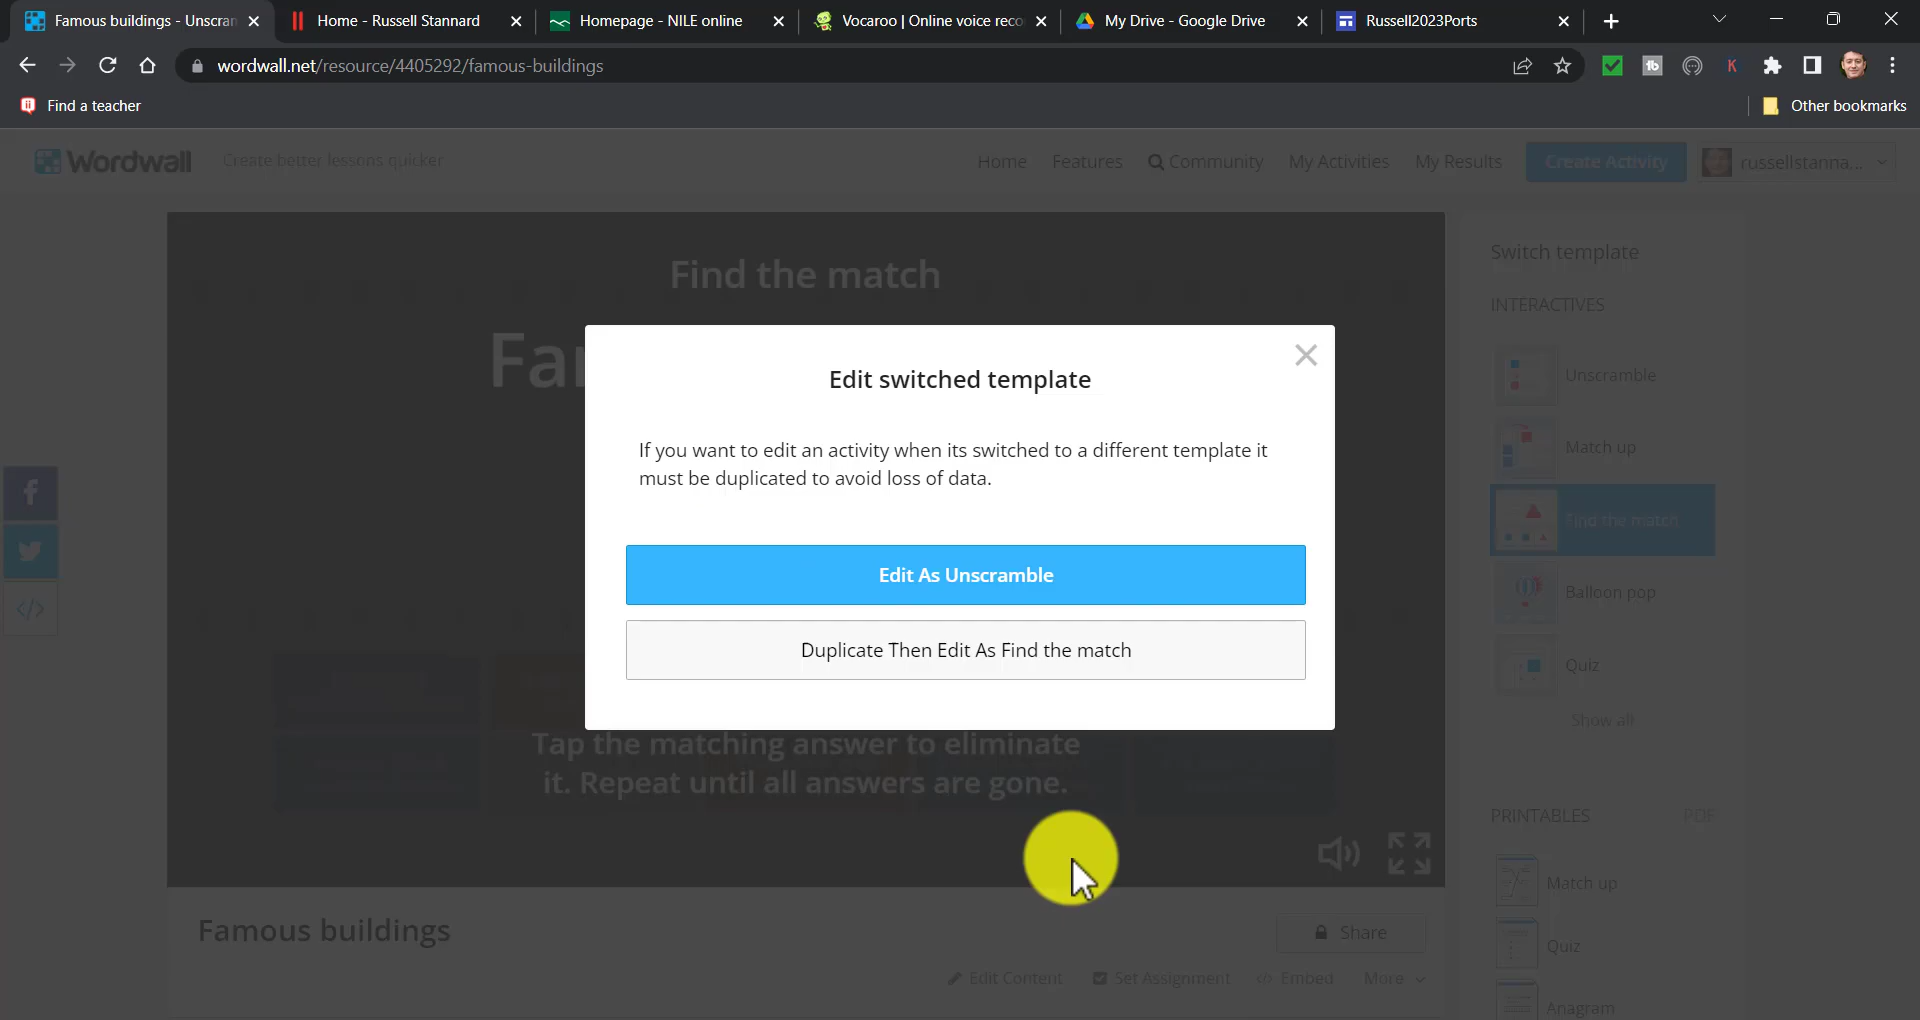 Famous buildings - Unscran
Home - Russell Stannard
Homepage - NILE online
Vocaroo | Online voice reco
My Drive - Google Drive
Russell2023Ports
wordwall.net/resource/4405292/famous-buildings
Find a teacher
Other bookmarks
Wordwall
Create better lessons quicker
Home
Features
Community
My Activities
My Results
Create Activity
russellstanna...
Find the match
Fa
Edit switched template
If you want to edit an activity when its switched to a different template it
must be duplicated to avoid loss of data.
Edit As Unscramble
Duplicate Then Edit As Find the match
Tap the matching answer to eliminate
it. Repeat until all answers are gone.
Switch template
INTERACTIVES
Unscramble
Match up
Find the match
Balloon pop
Quiz
Show all
PRINTABLES
PDF
Match up
Quiz
Anagram
Famous buildings
Share
Edit Content
Set Assignment
Embed
More